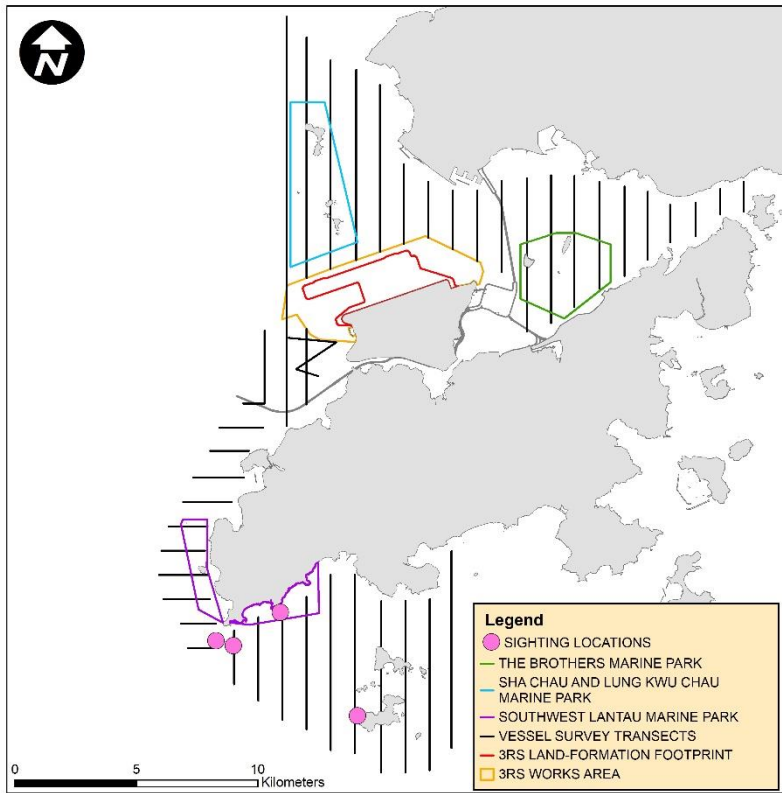 N
Legend
SIGHTING LOCATIONS
THE BROTHERS MARINE PARK
SHA CHAU AND LUNG KWU CHAU
MARINE PARK
SOUTHWEST LANTAU MARINE PARK
VESSEL SURVEY TRANSECTS
3RS LAND-FORMATION FOOTPRINT
3RS WORKS AREA
0 5 10
Kilometers